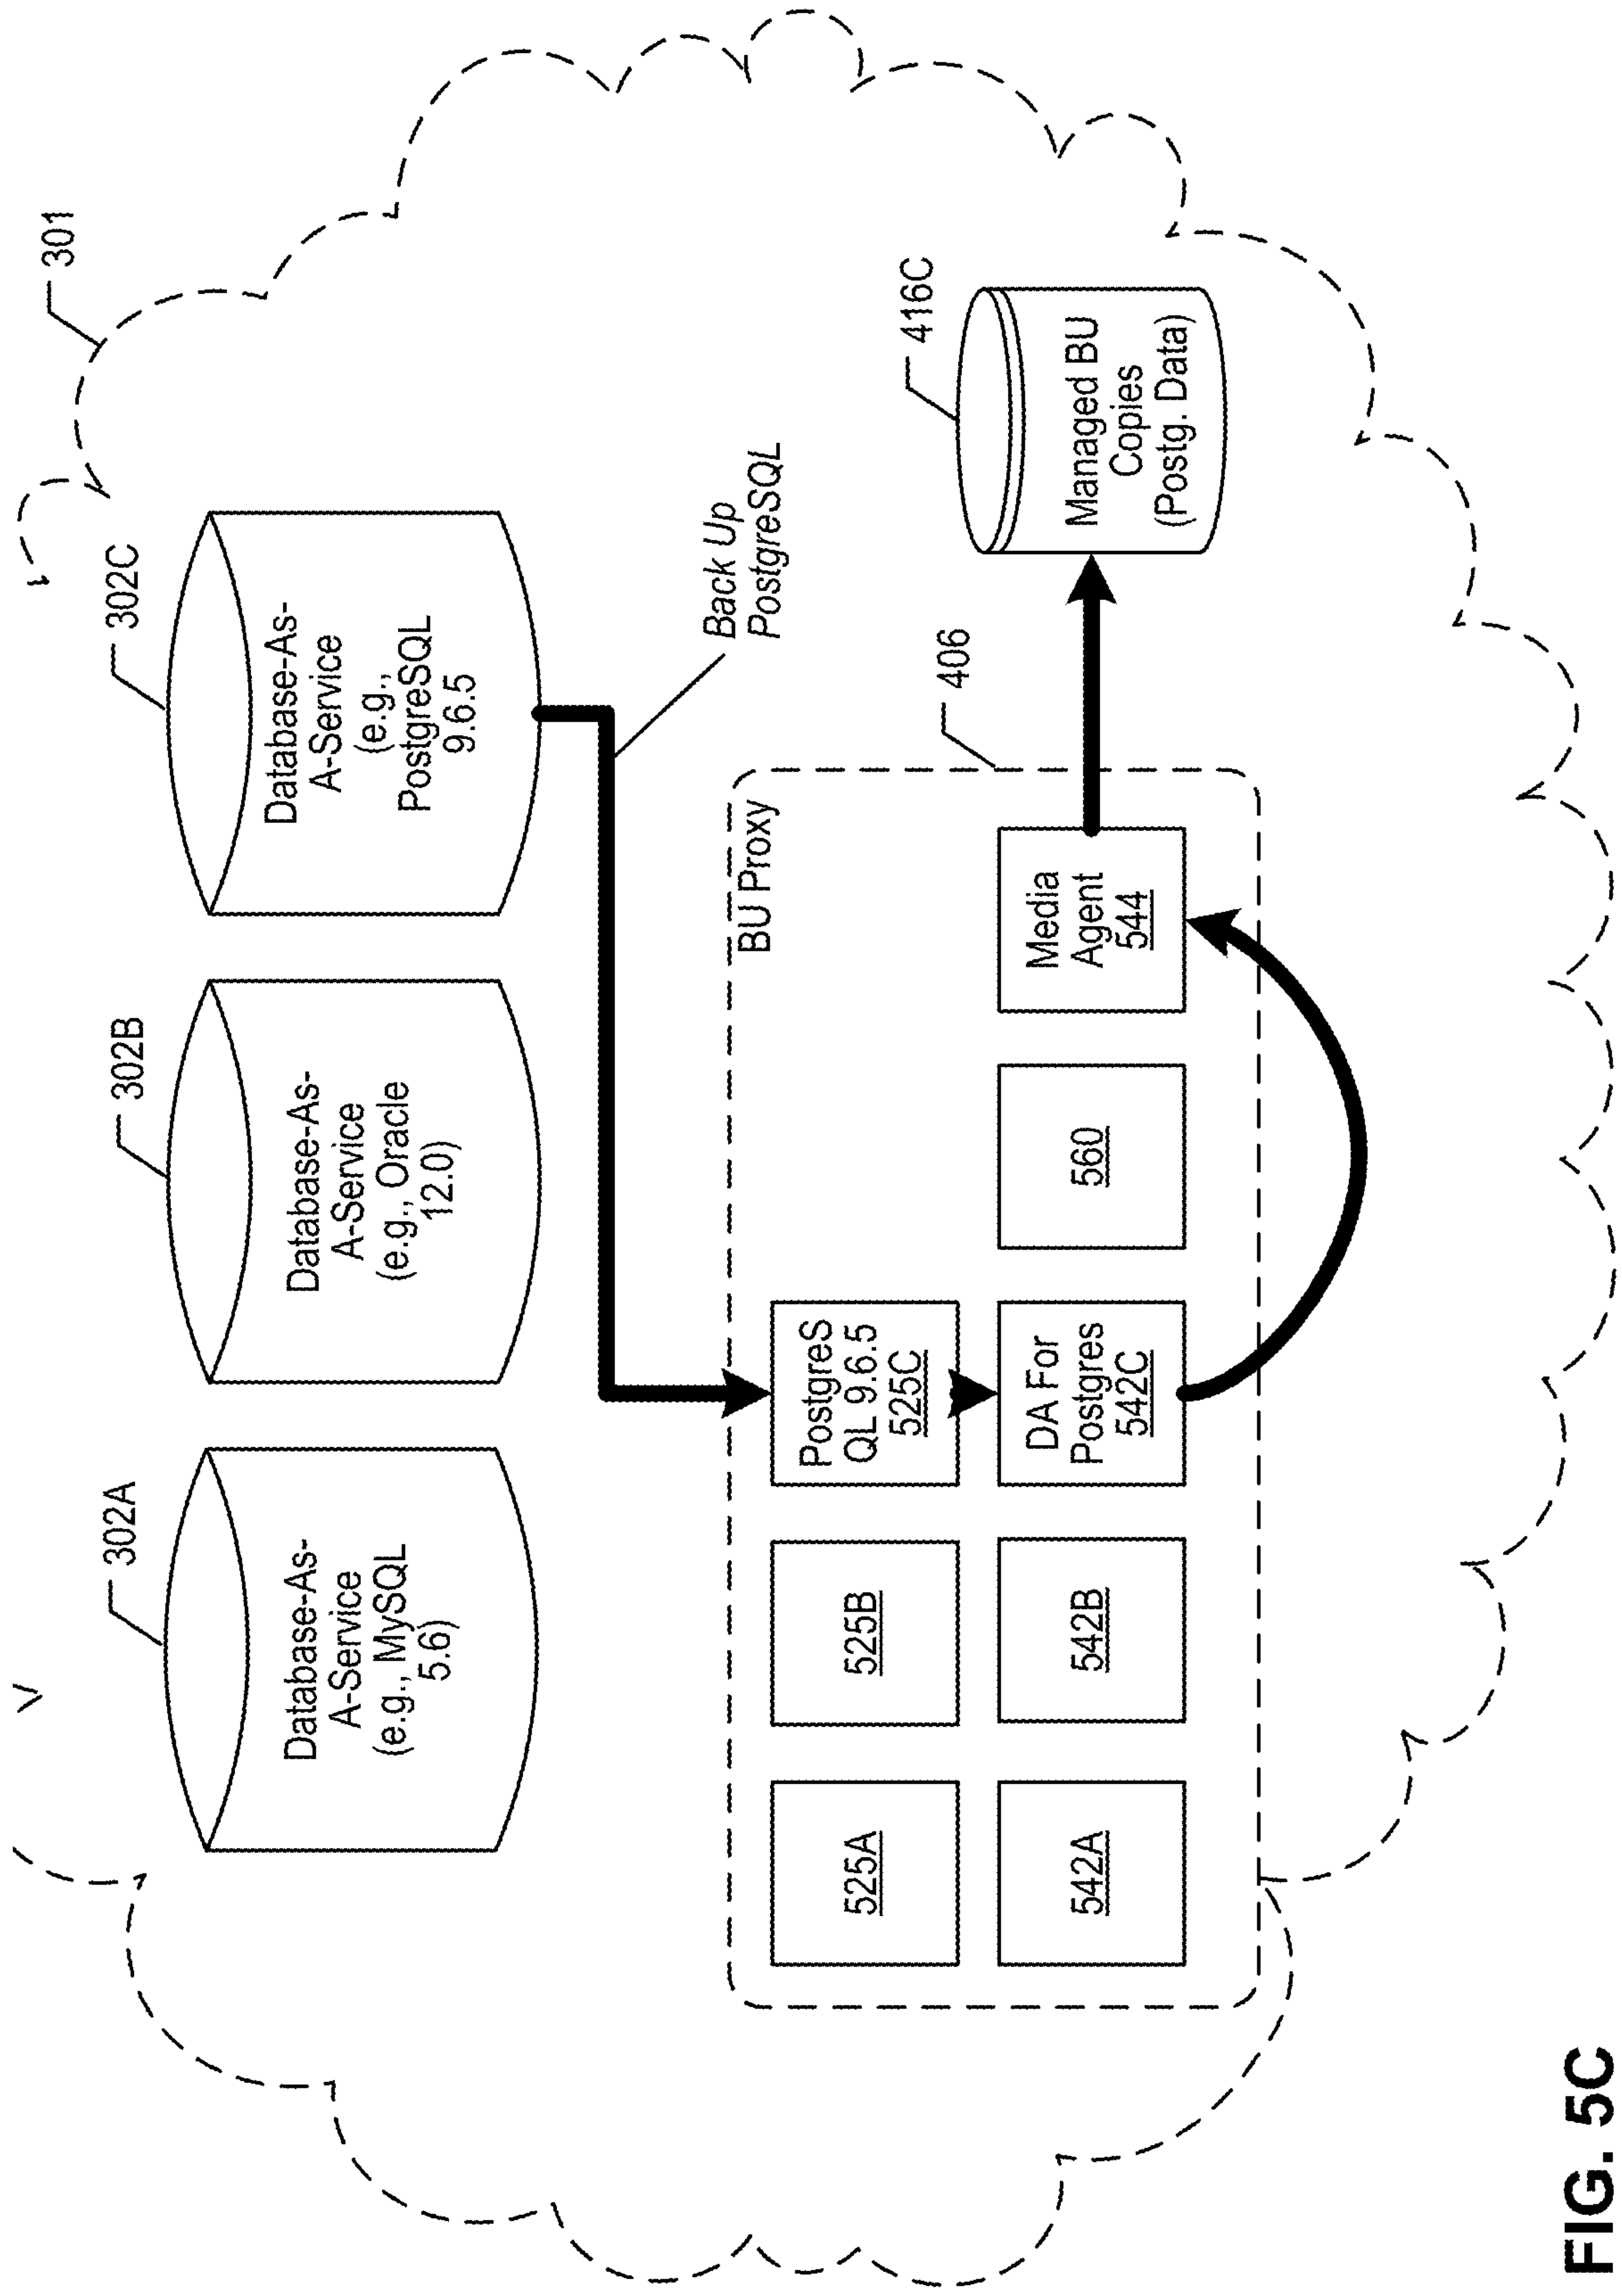 301
302A
Database-As-
A-Service
(e.g., MySQL
5.6)
302B
Database-As-
A-Service
(e.g., Oracle
12.0)
302C
Database-As-
A-Service
(e.g.,
PostgreSQL
9.6.5
Back Up
PostgreSQL
406
BU Proxy
525A
525B
PostgreS
QL 9.6.5
525C
542A
542B
DA For
Postgres
542C
560
Media
Agent
544
416C
Managed BU
Copies
(Postg. Data)
FIG. 5C